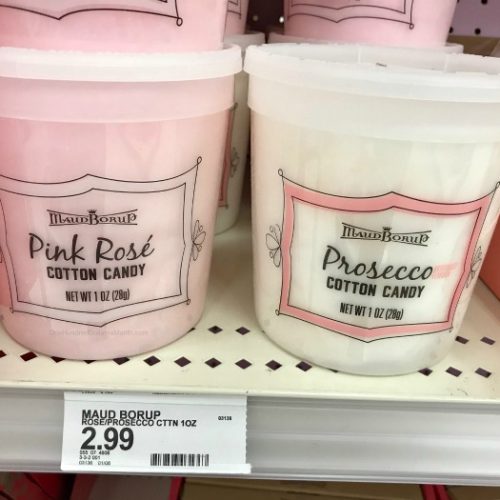 MAUD BORUP
Pink Rosé
COTTON CANDY
NET WT 1 OZ (28g)
MAUD BORUP
Prosecco
COTTON CANDY
NET WT 1 OZ (28g)
MAUD BORUP 03136
ROSE/PROSECCO CTTN 1OZ
2.99